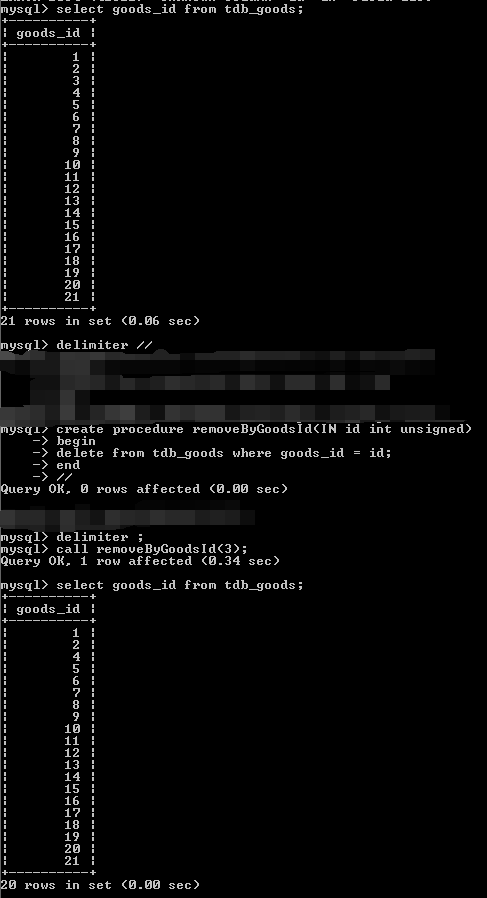 mysql> select goods_id from tdb_goods;
+----------+
| goods_id |
+----------+
| 1 |
| 2 |
| 3 |
| 4 |
| 5 |
| 6 |
| 7 |
| 8 |
| 9 |
| 10 |
| 11 |
| 12 |
| 13 |
| 14 |
| 15 |
| 16 |
| 17 |
| 18 |
| 19 |
| 20 |
| 21 |
+----------+
21 rows in set (0.06 sec)
mysql> delimiter //
mysql> create procedure removeByGoodsId(IN id int unsigned)
-> begin
-> delete from tdb_goods where goods_id = id;
-> end
-> //
Query OK, 0 rows affected (0.00 sec)
mysql> delimiter ;
mysql> call removeByGoodsId(3);
Query OK, 1 row affected (0.34 sec)
mysql> select goods_id from tdb_goods;
+----------+
| goods_id |
+----------+
| 1 |
| 2 |
| 4 |
| 5 |
| 6 |
| 7 |
| 8 |
| 9 |
| 10 |
| 11 |
| 12 |
| 13 |
| 14 |
| 15 |
| 16 |
| 17 |
| 18 |
| 19 |
| 20 |
| 21 |
+----------+
20 rows in set (0.00 sec)